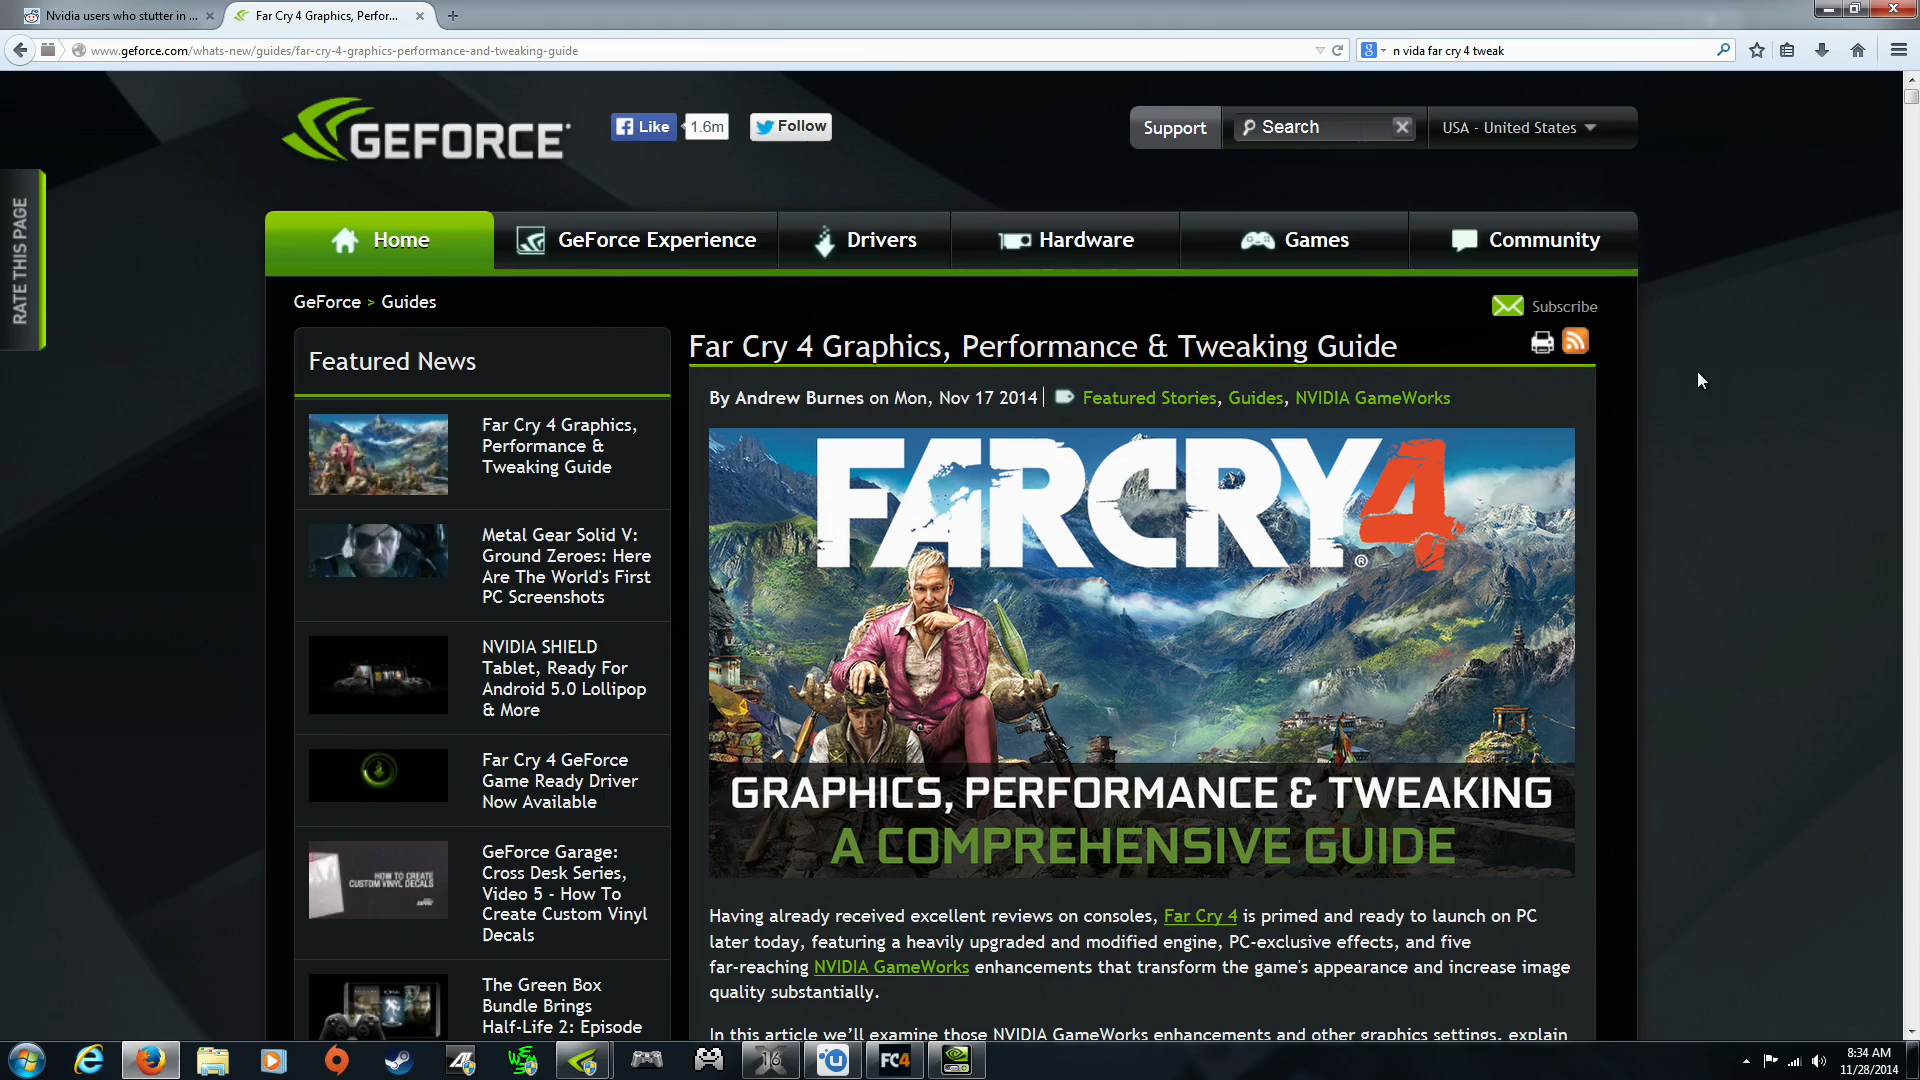 Nvidia users who stutter in ...
Far Cry 4 Graphics, Perfor...
www.geforce.com/whats-new/guides/far-cry-4-graphics-performance-and-tweaking-guide
n vida far cry 4 tweak
GEFORCE
Like
1.6m
Follow
Support
Search
USA - United States
RATE THIS PAGE
Home
GeForce Experience
Drivers
Hardware
Games
Community
GeForce > Guides
Subscribe
Featured News
Far Cry 4 Graphics,
Performance &
Tweaking Guide
Metal Gear Solid V:
Ground Zeroes: Here
Are The World's First
PC Screenshots
NVIDIA SHIELD
Tablet, Ready For
Android 5.0 Lollipop
& More
Far Cry 4 GeForce
Game Ready Driver
Now Available
HOW TO CREATE
CUSTOM VINYL DECALS
GeForce Garage:
Cross Desk Series,
Video 5 - How To
Create Custom Vinyl
Decals
The Green Box
Bundle Brings
Half-Life 2: Episode
Far Cry 4 Graphics, Performance & Tweaking Guide
By Andrew Burnes on Mon, Nov 17 2014 | Featured Stories, Guides, NVIDIA GameWorks
FARCRY4®
GRAPHICS, PERFORMANCE & TWEAKING
A COMPREHENSIVE GUIDE
Having already received excellent reviews on consoles, Far Cry 4 is primed and ready to launch on PC
later today, featuring a heavily upgraded and modified engine, PC-exclusive effects, and five
far-reaching NVIDIA GameWorks enhancements that transform the game's appearance and increase image
quality substantially.
In this article we’ll examine those NVIDIA GameWorks enhancements and other graphics settings, explain
FC4
8:34 AM
11/28/2014